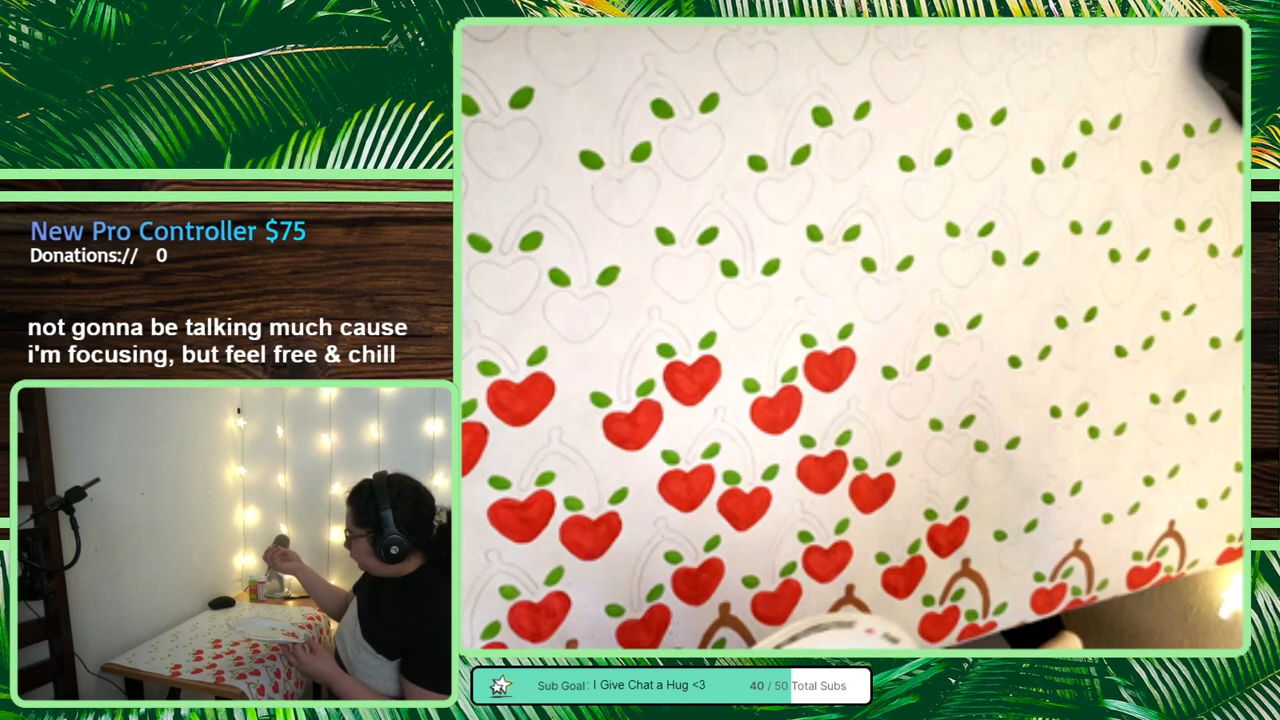 New Pro Controller $75
Donations:// 0
not gonna be talking much cause
i'm focusing, but feel free & chill
Sub Goal: I Give Chat a Hug <3 40 / 50 Total Subs